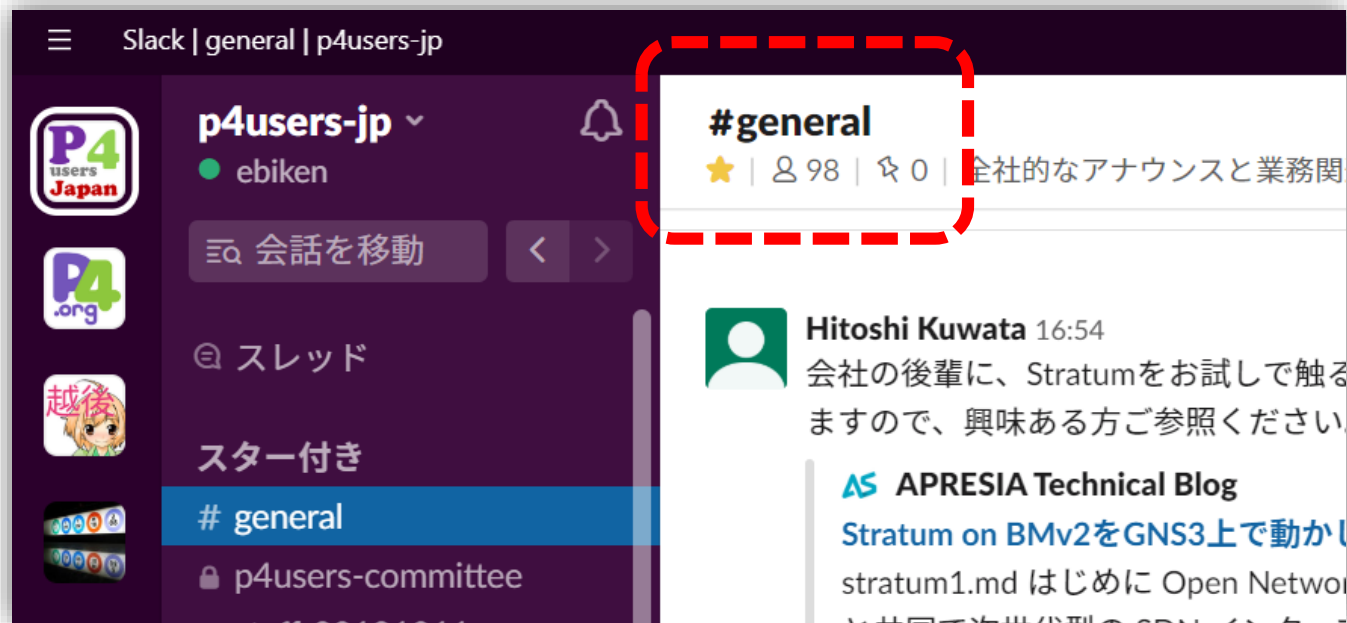 Slack | general | p4users-jp
P4
users
Japan
P4
.org
越後
p4users-jp
ebiken
会話を移動
スレッド
スター付き
# general
p4users-committee
#general
98 | 0 | 全社的なアナウンスと業務関
Hitoshi Kuwata 16:54
会社の後輩に、Stratumをお試しで触る
ますので、興味ある方ご参照ください
APRESIA Technical Blog
Stratum on BMv2をGNS3上で動かし
stratum1.md はじめに Open Networ